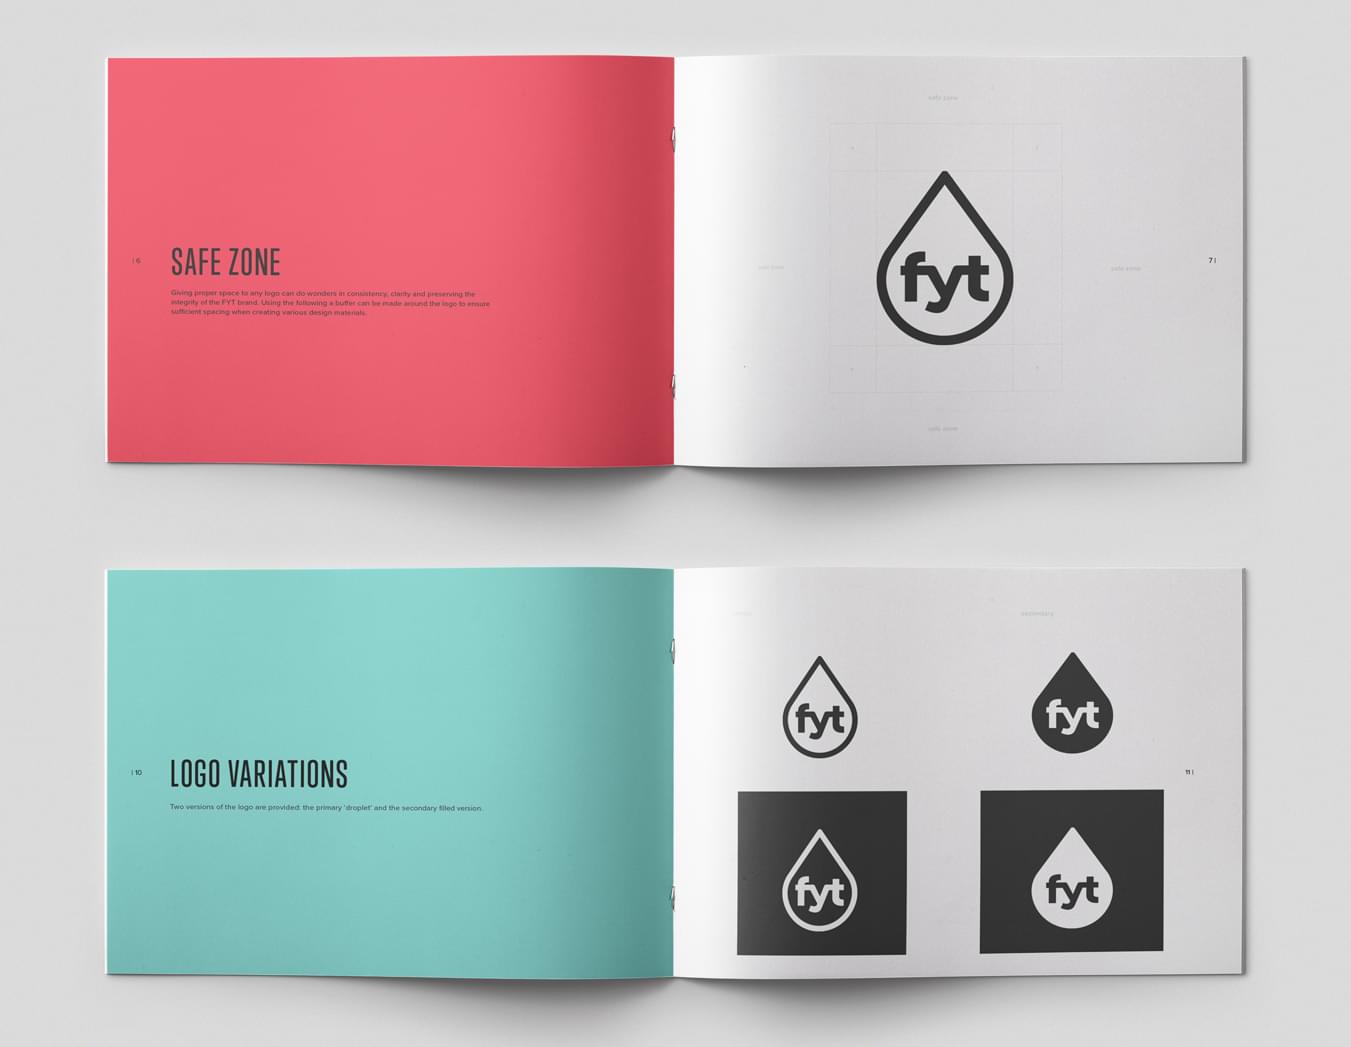 safe zone
| 6
SAFE ZONE
Giving proper space to any logo can do wonders in consistency, clarity and preserving the
integrity of the FYT brand. Using the following a buffer can be made around the logo to ensure
sufficient spacing when creating various design materials.
safe zone
fyt
safe zone
7 |
safe zone
secondary
| 10
LOGO VARIATIONS
Two versions of the logo are provided: the primary 'droplet' and the secondary filled version.
fyt
fyt
11 |
fyt
fyt